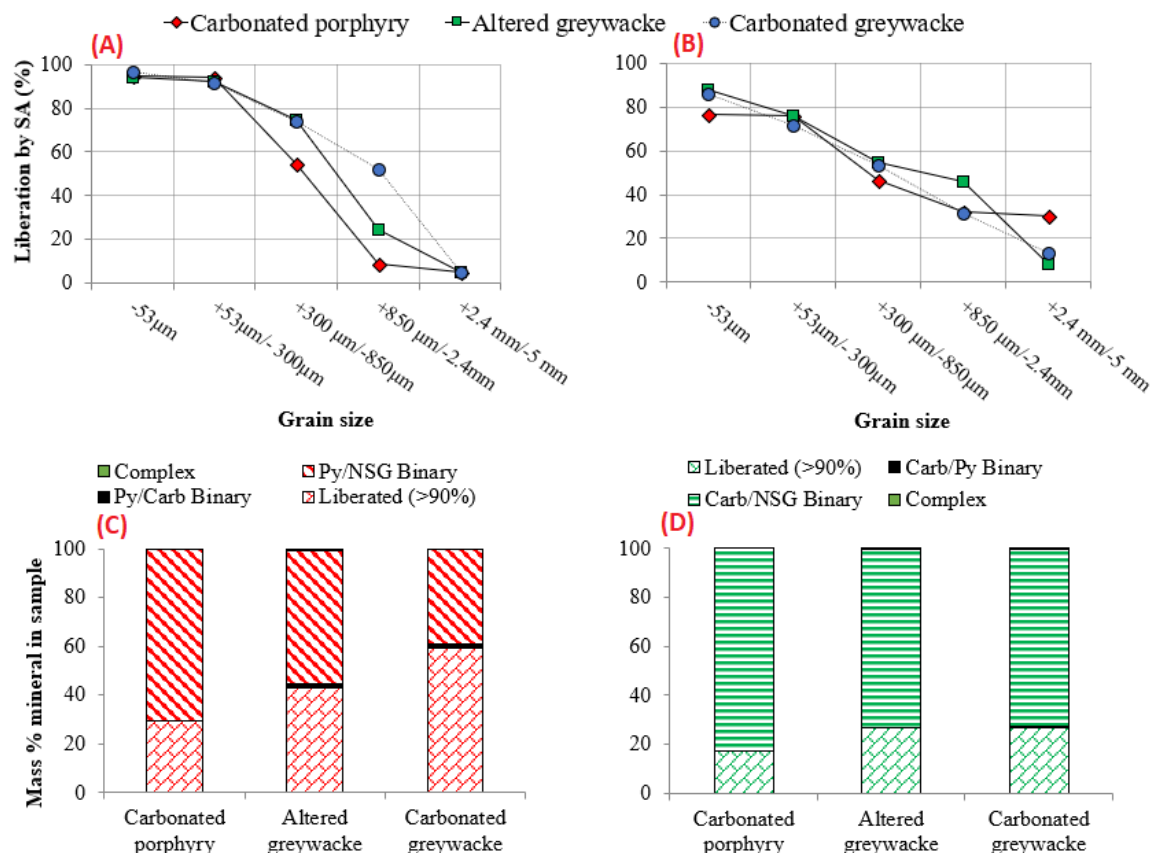 Carbonated porphyry Altered greywacke Carbonated greywacke
(A)
Liberation by SA (%)
100
80
60
40
20
0
-53µm
+53µm/- 300µm
+300 µm/-850µm
+850 µm/-2.4mm
+2.4 mm/-5 mm
Grain size
(B)
100
80
60
40
20
0
-53µm
+53µm/- 300µm
+300 µm/-850µm
+850 µm/-2.4mm
+2.4 mm/-5 mm
Grain size
Complex Py/NSG Binary
Py/Carb Binary Liberated (>90%)
(C)
Mass % mineral in sample
100
80
60
40
20
0
Carbonated
porphyry
Altered
greywacke
Carbonated
greywacke
Liberated (>90%) Carb/Py Binary
Carb/NSG Binary Complex
(D)
100
80
60
40
20
0
Carbonated
porphyry
Altered
greywacke
Carbonated
greywacke